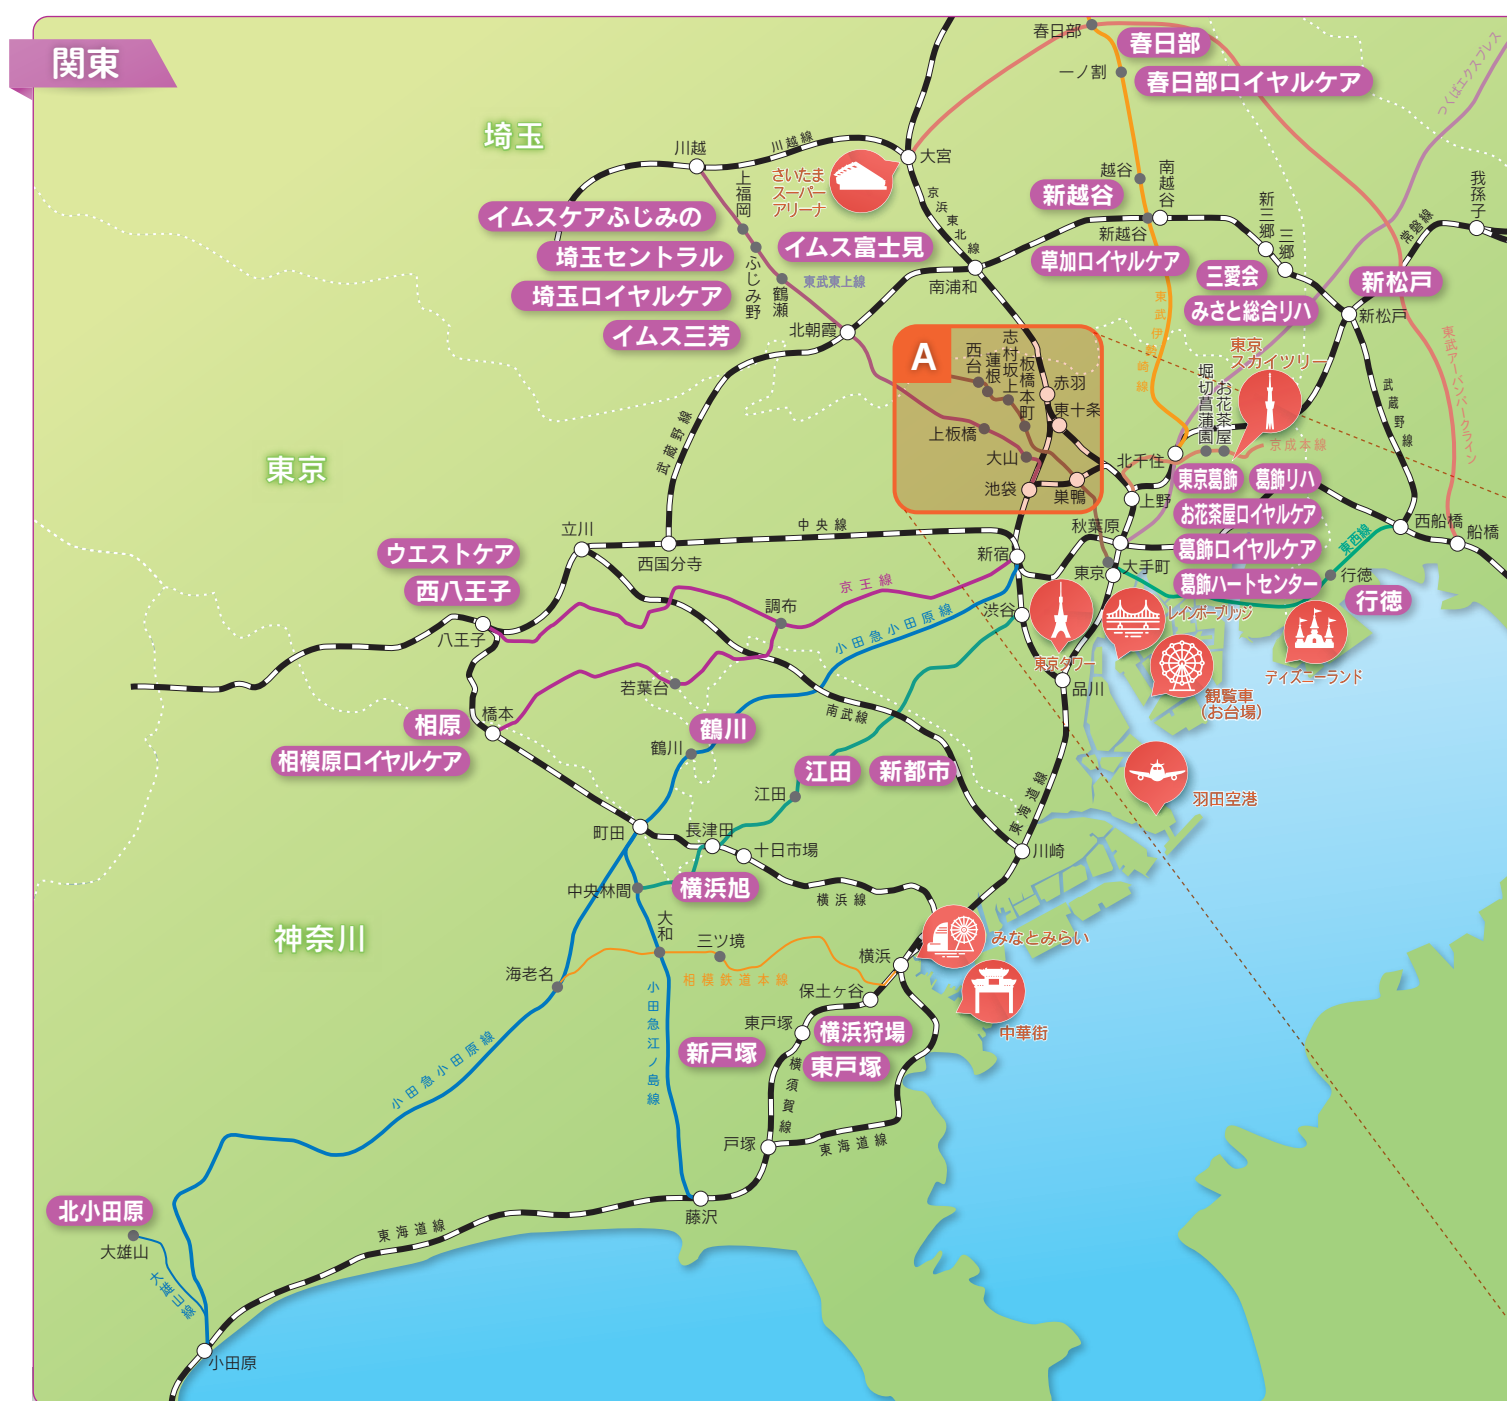 関東
春日部
春日部
一ノ割
春日部ロイヤルケア
つくばエクスプレス
埼玉
川越
川越線
大宮
さいたま
スーパー
アリーナ
上福岡
京浜東北線
越谷
南越谷
新越谷
新越谷
我孫子
常磐線
新三郷
三郷
イムスケアふじみの
イムス富士見
埼玉セントラル
ふじみ野
鶴瀬
東武東上線
埼玉ロイヤルケア
イムス三芳
北朝霞
南浦和
草加ロイヤルケア
三愛会
新松戸
みさと総合リハ
新松戸
東武伊勢崎線
東武アーバンパークライン
A
西台
蓮根
志村坂上
板橋本町
赤羽
東十条
上板橋
大山
池袋
巣鴨
東京
スカイツリー
堀切菖蒲園
お花茶屋
京成本線
武蔵野線
武蔵野線
北千住
上野
東京葛飾
葛飾リハ
お花茶屋ロイヤルケア
葛飾ロイヤルケア
葛飾ハートセンター
西船橋
船橋
東西線
行徳
行徳
東京
立川
西国分寺
中央線
新宿
秋葉原
東京
大手町
ウエストケア
西八王子
八王子
京王線
調布
小田急小田原線
渋谷
東京タワー
レインボーブリッジ
観覧車
(お台場)
ディズニーランド
若葉台
品川
南武線
相原
橋本
相模原ロイヤルケア
鶴川
鶴川
江田
新都市
江田
羽田空港
東海道線
川崎
町田
長津田
十日市場
中央林間
横浜旭
横浜線
神奈川
大和
三ツ境
相模鉄道本線
海老名
横浜
みなとみらい
中華街
保土ヶ谷
東戸塚
横浜狩場
新戸塚
東戸塚
横須賀線
小田急江ノ島線
小田急小田原線
戸塚
東海道線
藤沢
東海道線
北小田原
大雄山
大雄山線
小田原